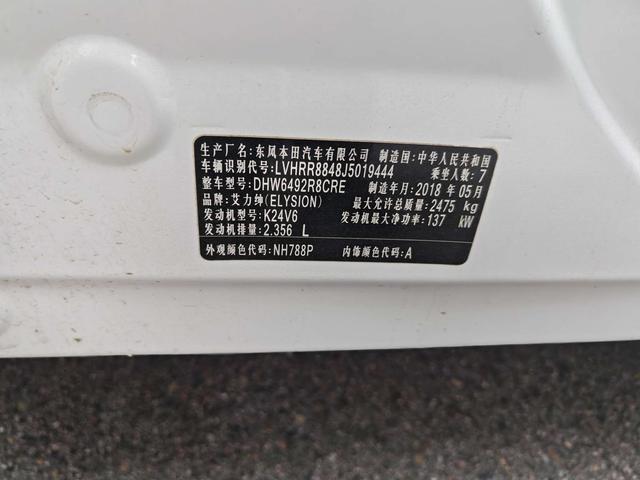 生产厂名:东风本田汽车有限公司 制造国:中华人民共和国
车辆识别代号:LVHRR8848J5019444 乘坐人数:7
整车型号:DHW6492R8CRE 制造年月:2018 年 05月
品牌:艾力绅(ELYSION) 最大允许总质量:2475 kg
发动机型号:K24V6 发动机最大净功率:137 kW
发动机排量:2.356 L
外观颜色代码:NH788P 内饰颜色代码:A